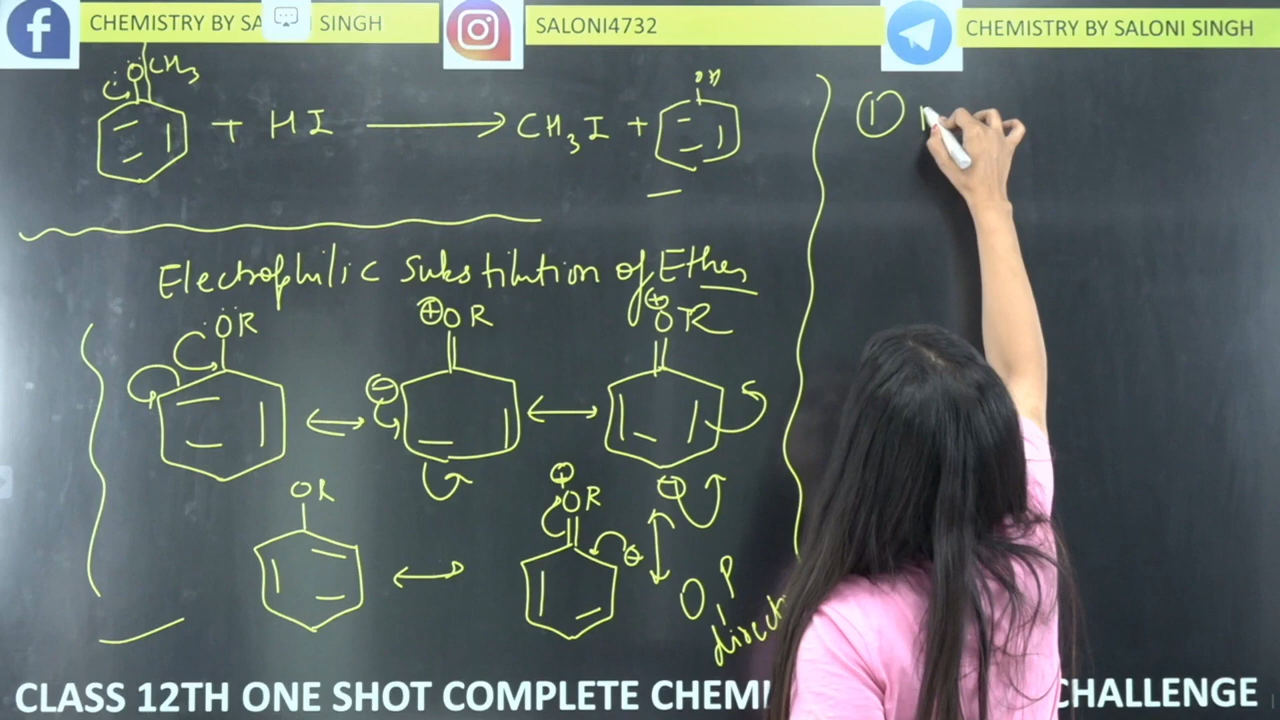 CHEMISTRY BY SA SINGH
SALONI4732
CHEMISTRY BY SALONI SINGH
OCH3
+ HI → CH3I +
OH
①
Electrophilic Substitution of Ether
OR
⊕OR
⊕
OR
⊖
⊖
OR
⊕
OR
⊖
O, P
directi
CLASS 12TH ONE SHOT COMPLETE CHEMI CHALLENGE